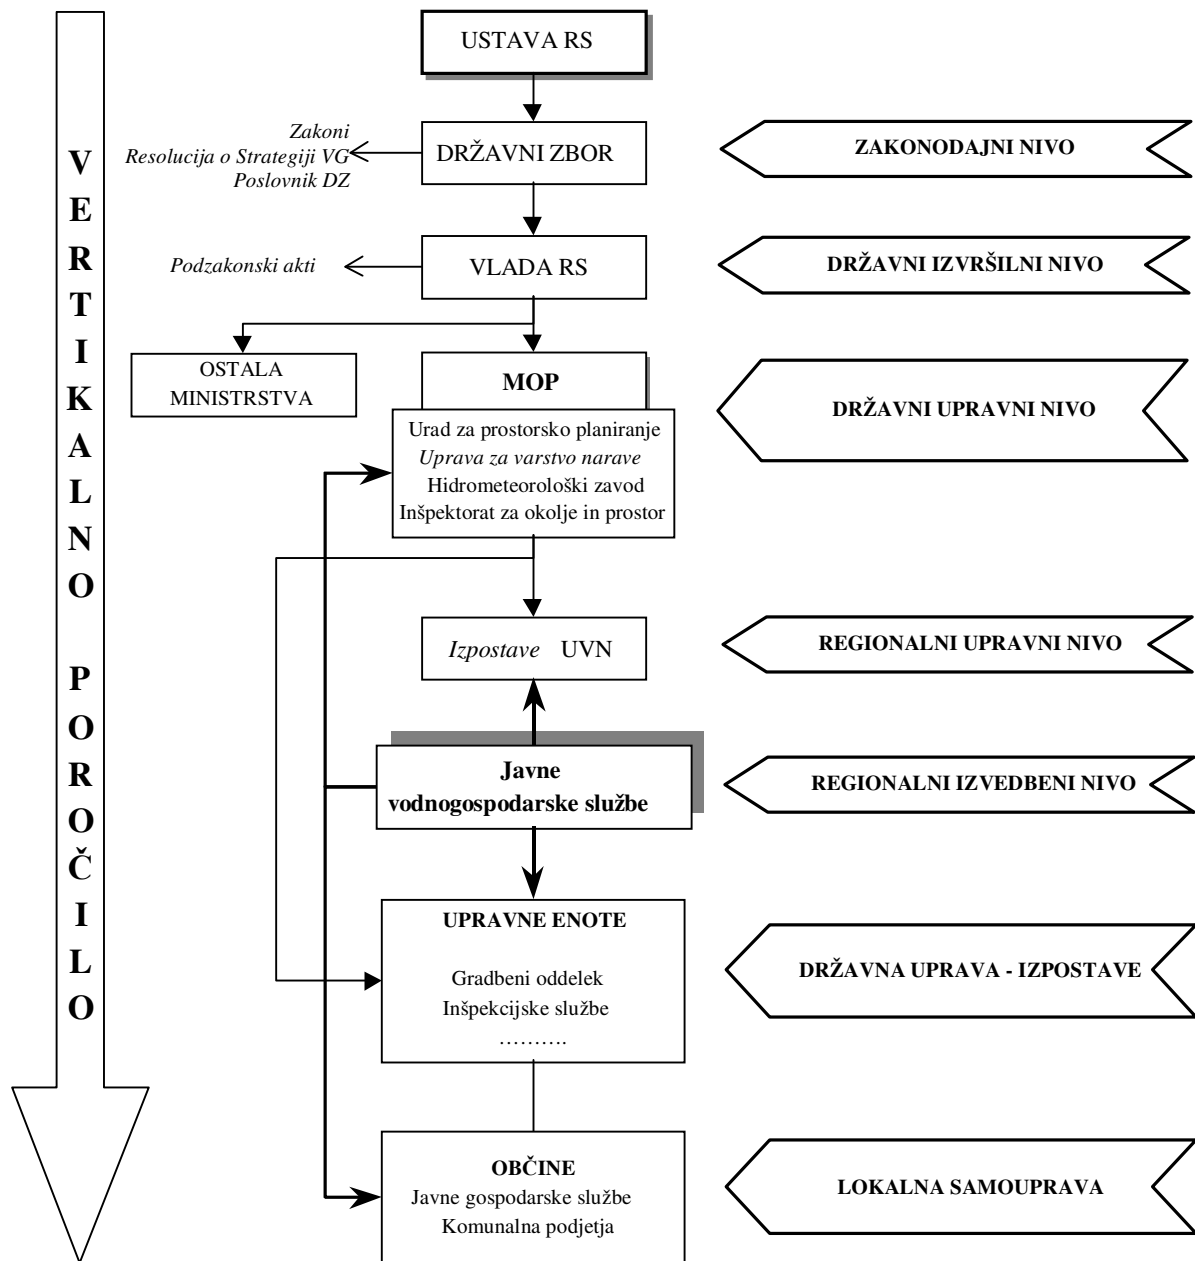 USTAVA RS
Zakoni
Resolucija o Strategiji VG
Poslovnik DZ
DRŽAVNI ZBOR
ZAKONODAJNI NIVO
Podzakonski akti
VLADA RS
DRŽAVNI IZVRŠILNI NIVO
OSTALA
MINISTRSTVA
MOP
Urad za prostorsko planiranje
Uprava za varstvo narave
Hidrometeorološki zavod
Inšpektorat za okolje in prostor
DRŽAVNI UPRAVNI NIVO
Izpostave UVN
REGIONALNI UPRAVNI NIVO
Javne
vodnogospodarske službe
REGIONALNI IZVEDBENI NIVO
UPRAVNE ENOTE
Gradbeni oddelek
Inšpekcijske službe
……….
DRŽAVNA UPRAVA - IZPOSTAVE
OBČINE
Javne gospodarske službe
Komunalna podjetja
LOKALNA SAMOUPRAVA
VERTIKALNO POROČILO